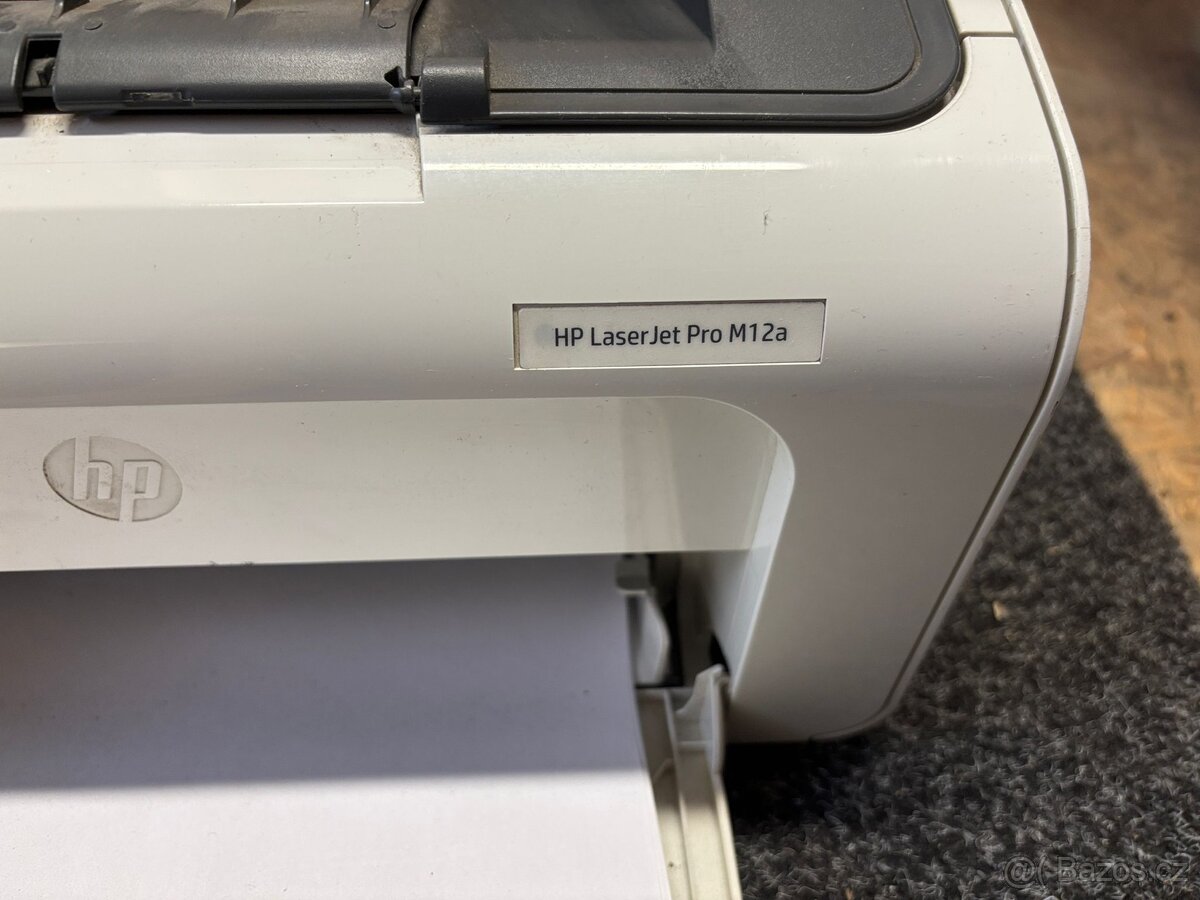 HP LaserJet Pro M12a
hp
@( Bazos.cz